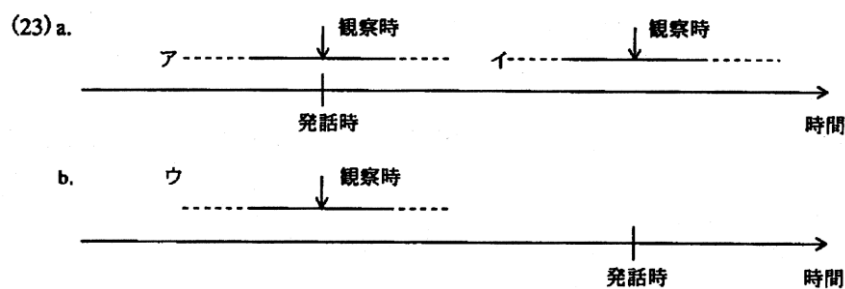 (23) a.
ア 観察時 イ 観察時
発話時
時間
b.
ウ 観察時
発話時
時間